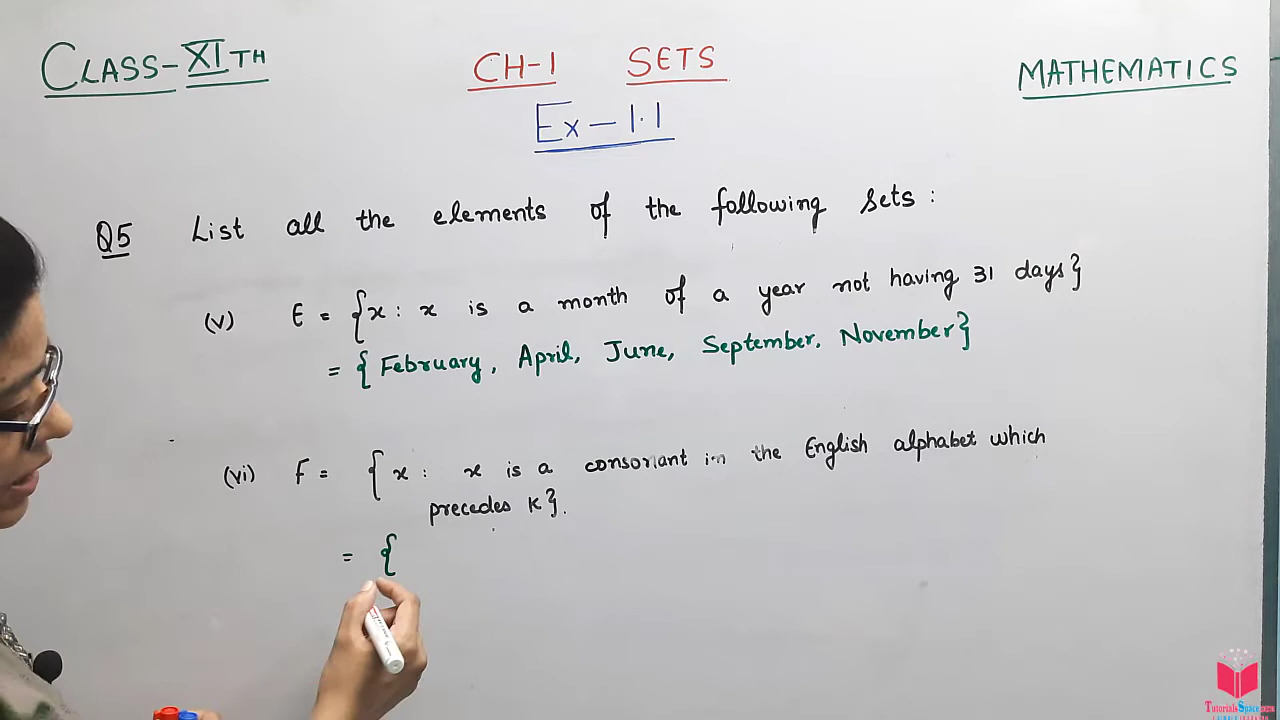 CLASS-XITH CH-1 SETS MATHEMATICS
Ex-1.1
Q5 List all the elements of the following sets:
(v) E = {x: x is a month of a year not having 31 days}
= {February, April, June, September, November}
(vi) F = {x: x is a consonant in the English alphabet which
precedes K}.
= {
TutorialsSpace